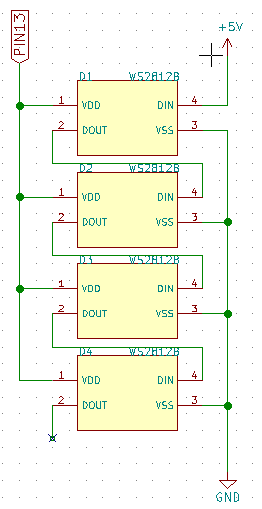 PIN13
+5V
D1 WS2812B
1 VDD DIN 4
2 DOUT VSS 3
D2 WS2812B
1 VDD DIN 4
2 DOUT VSS 3
D3 WS2812B
1 VDD DIN 4
2 DOUT VSS 3
D4 WS2812B
1 VDD DIN 4
2 DOUT VSS 3
GND